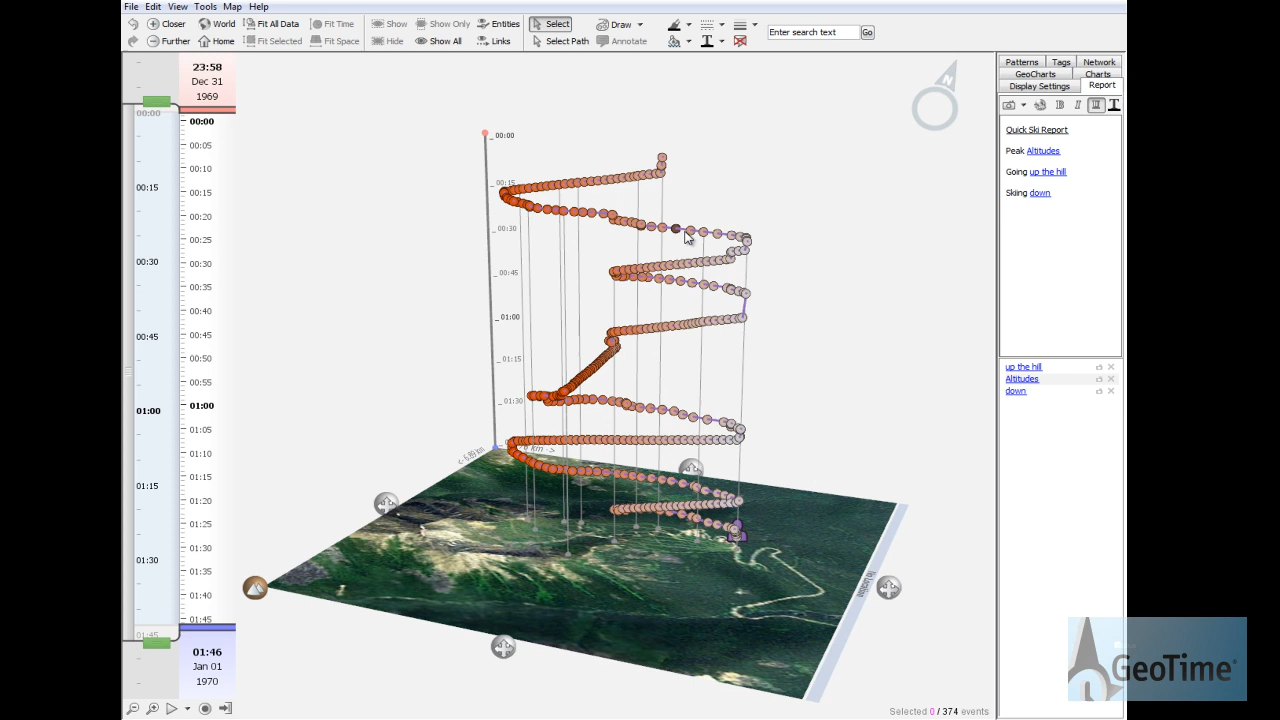 File Edit View Tools Map Help
Closer World Fit All Data Fit Time Show Show Only Entities Select Draw
Further Home Fit Selected Fit Space Hide Show All Links Select Path Annotate
Enter search text Go
23:58
Dec 31
1969
00:00
00:15
00:30
00:45
01:00
01:15
01:30
01:45
00:00
00:05
00:10
00:15
00:20
00:25
00:30
00:35
00:40
00:45
00:50
00:55
01:00
01:05
01:10
01:15
01:20
01:25
01:30
01:35
01:40
01:45
01:46
Jan 01
1970
00:00
00:15
00:30
00:45
01:00
01:15
01:30
N
Selected 0 / 374 events
Patterns Tags Network
GeoCharts Charts
Display Settings Report
B I T
Quick Ski Report
Peak Altitudes
Going up the hill
Skiing down
up the hill
Altitudes
down
GeoTime